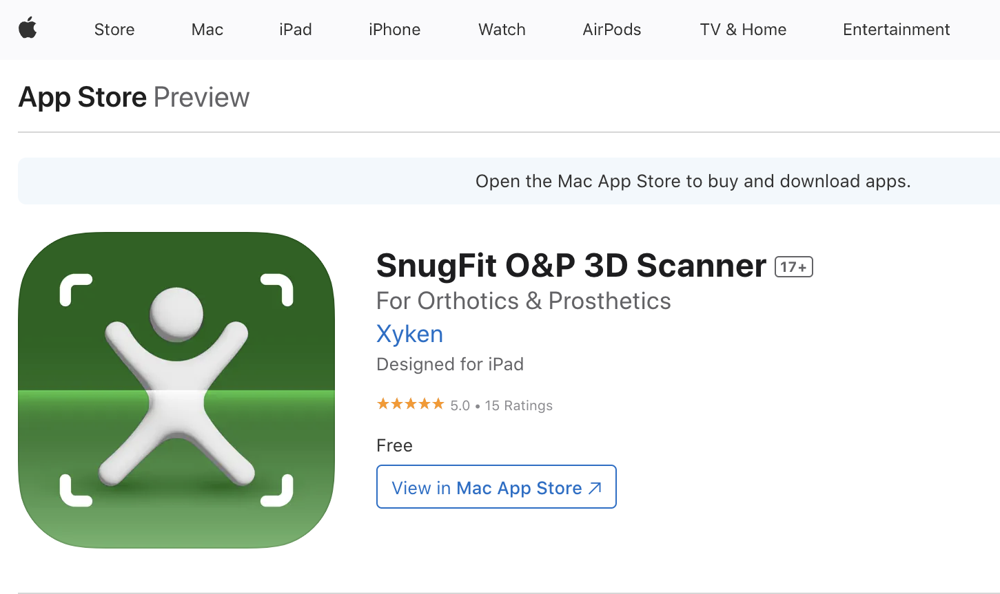 Store Mac iPad iPhone Watch AirPods TV & Home Entertainment
App Store Preview
Open the Mac App Store to buy and download apps.
SnugFit O&P 3D Scanner 17+
For Orthotics & Prosthetics
Xyken
Designed for iPad
★★★★★ 5.0 • 15 Ratings
Free
View in Mac App Store ↗